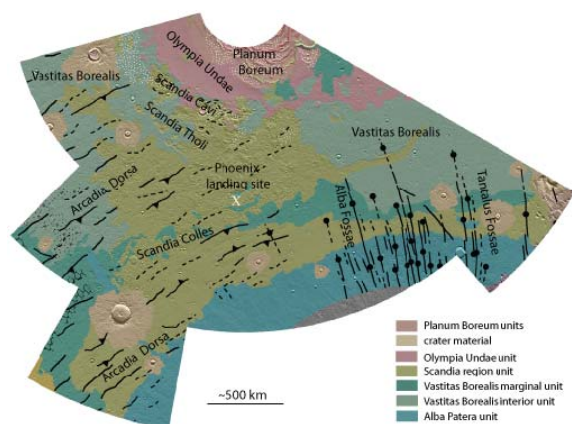 Planum
Boreum
Olympia Undae
Vastitas Borealis
Scandia Cavi
Scandia Tholi
Vastitas Borealis
Arcadia Dorsa
Phoenix
landing site
X
Alba Fossae
Tantalus Fossae
Scandia Colles
Arcadia Dorsa
~500 km
Planum Boreum units
crater material
Olympia Undae unit
Scandia region unit
Vastitas Borealis marginal unit
Vastitas Borealis interior unit
Alba Patera unit